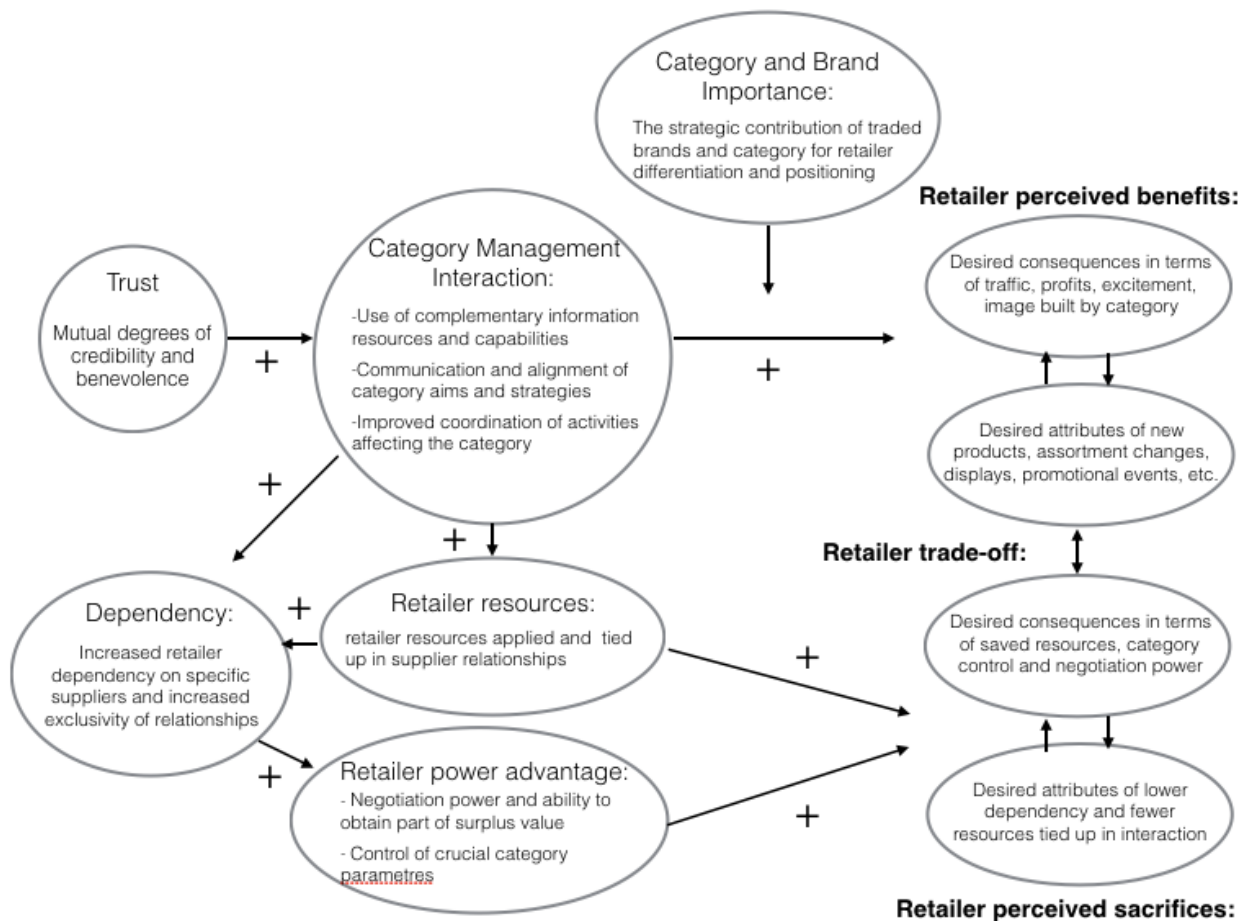 Category and Brand
Importance:
The strategic contribution of traded
brands and category for retailer
differentiation and positioning
Retailer perceived benefits:
Trust
Mutual degrees of
credibility and
benevolence
+
Category Management
Interaction:
-Use of complementary information
resources and capabilities
-Communication and alignment of
category aims and strategies
-Improved coordination of activities
affecting the category
+
Desired consequences in terms
of traffic, profits, excitement,
image built by category
Desired attributes of new
products, assortment changes,
displays, promotional events, etc.
+
+
Retailer trade-off:
Dependency:
Increased retailer
dependency on specific
suppliers and increased
exclusivity of relationships
+
Retailer resources:
retailer resources applied and tied
up in supplier relationships
+
Desired consequences in terms
of saved resources, category
control and negotiation power
+
Retailer power advantage:
- Negotiation power and ability to
obtain part of surplus value
- Control of crucial category
parametres
+
Desired attributes of lower
dependency and fewer
resources tied up in interaction
Retailer perceived sacrifices: